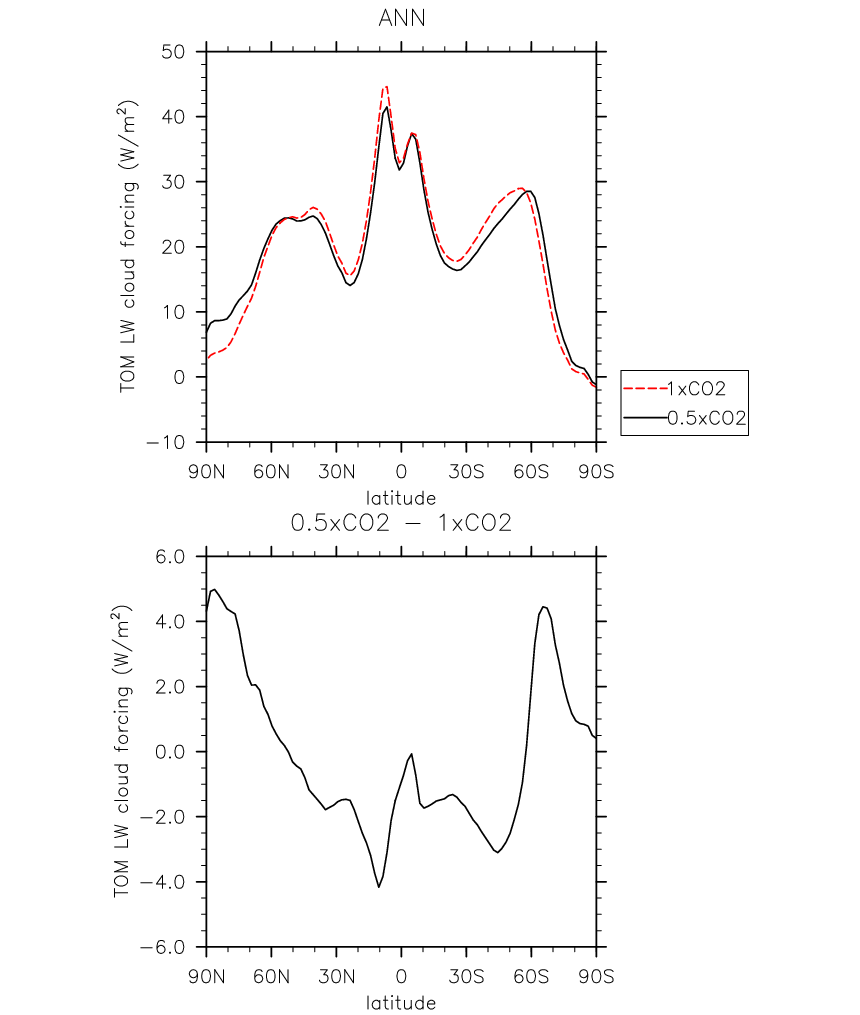 ANN
TOM LW cloud forcing (W/m²)
50
40
30
20
10
0
−10
90N 60N 30N 0 30S 60S 90S
latitude
1xCO2
0.5xCO2
0.5xCO2 − 1xCO2
TOM LW cloud forcing (W/m²)
6.0
4.0
2.0
0.0
−2.0
−4.0
−6.0
90N 60N 30N 0 30S 60S 90S
latitude